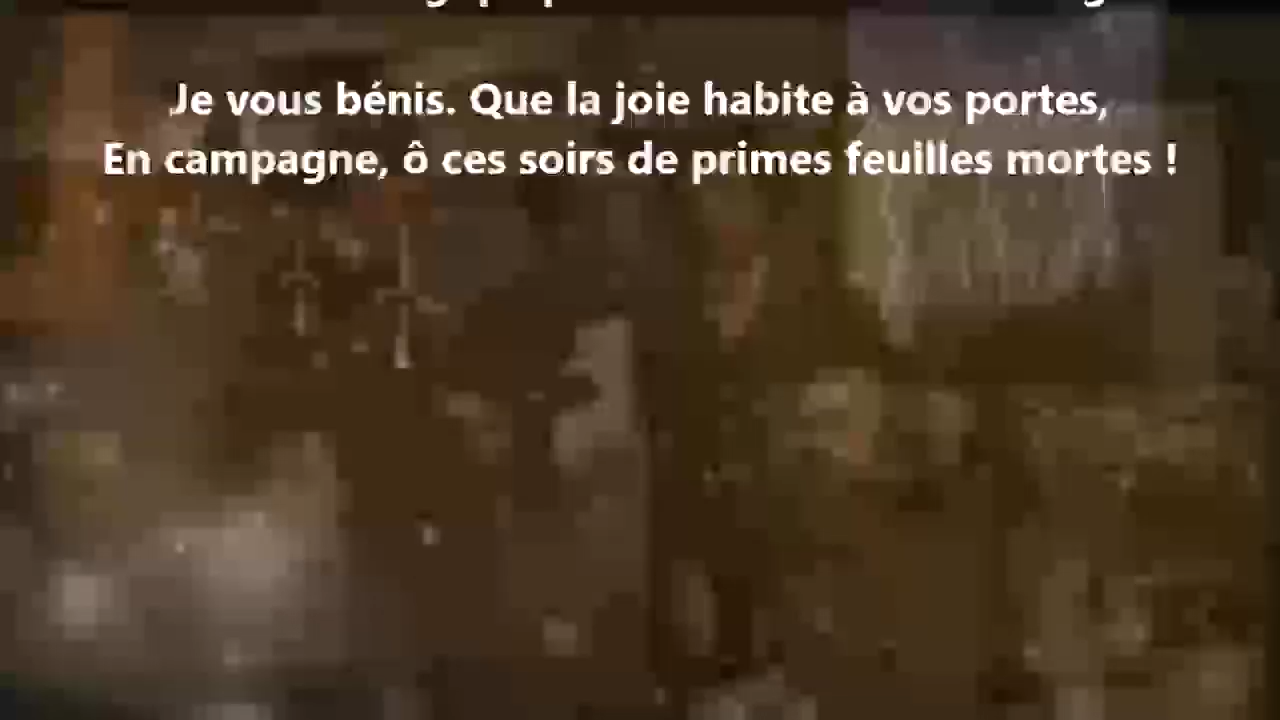 Je vous bénis. Que la joie habite à vos portes,
En campagne, ô ces soirs de primes feuilles mortes !